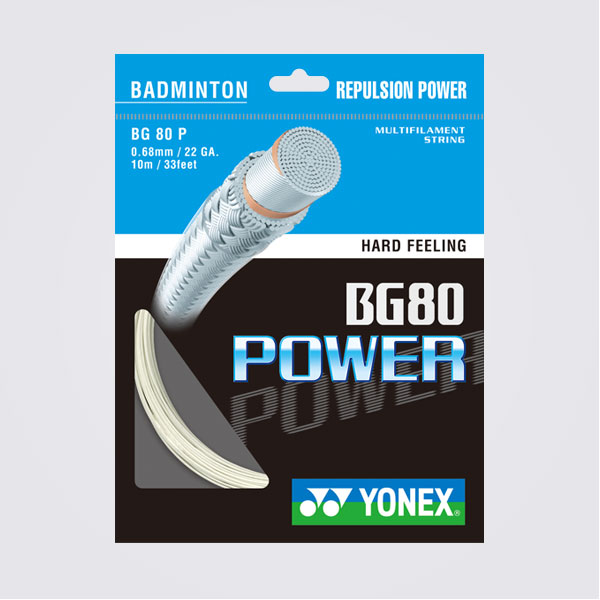 BADMINTON
REPULSION POWER
BG 80 P
0.68mm / 22 GA.
10m / 33feet
MULTIFILAMENT
STRING
HARD FEELING
BG80
POWER
POWER
YONEX®